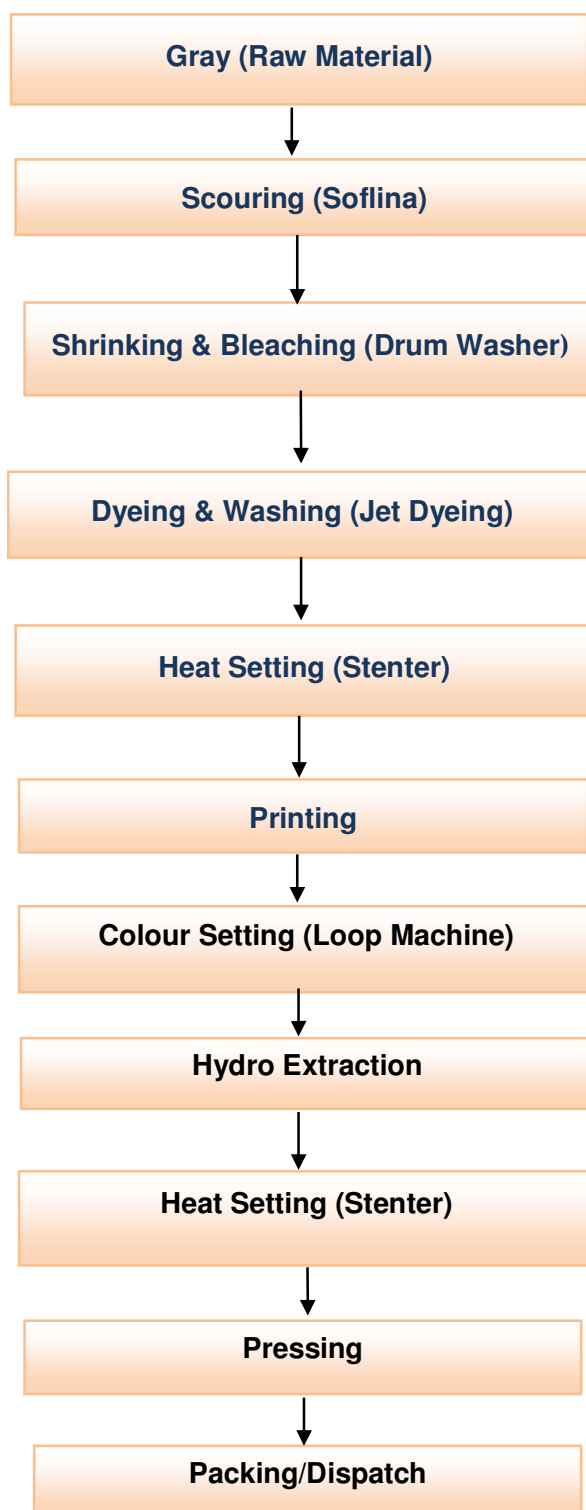 Gray (Raw Material)
Scouring (Soflina)
Shrinking & Bleaching (Drum Washer)
Dyeing & Washing (Jet Dyeing)
Heat Setting (Stenter)
Printing
Colour Setting (Loop Machine)
Hydro Extraction
Heat Setting (Stenter)
Pressing
Packing/Dispatch